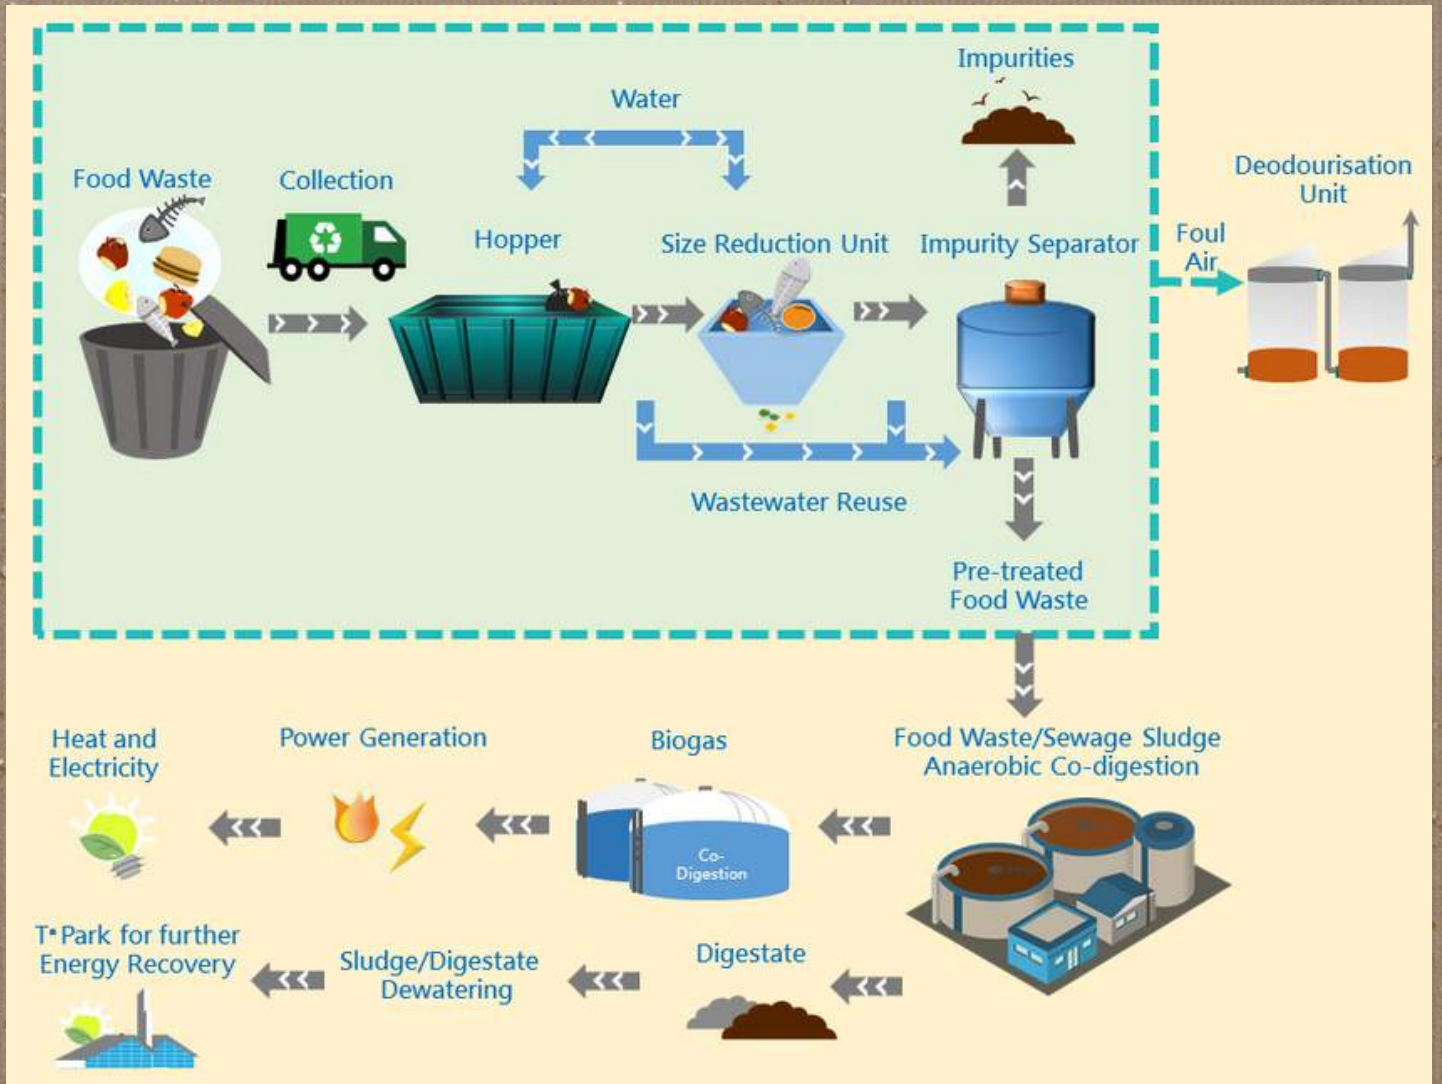 Impurities
Water
Food Waste
Collection
Deodourisation
Unit
Hopper
Size Reduction Unit
Impurity Separator
Foul
Air
Wastewater Reuse
Pre-treated
Food Waste
Heat and
Electricity
Power Generation
Biogas
Food Waste/Sewage Sludge
Anaerobic Co-digestion
Co-
Digestion
T•Park for further
Energy Recovery
Sludge/Digestate
Dewatering
Digestate